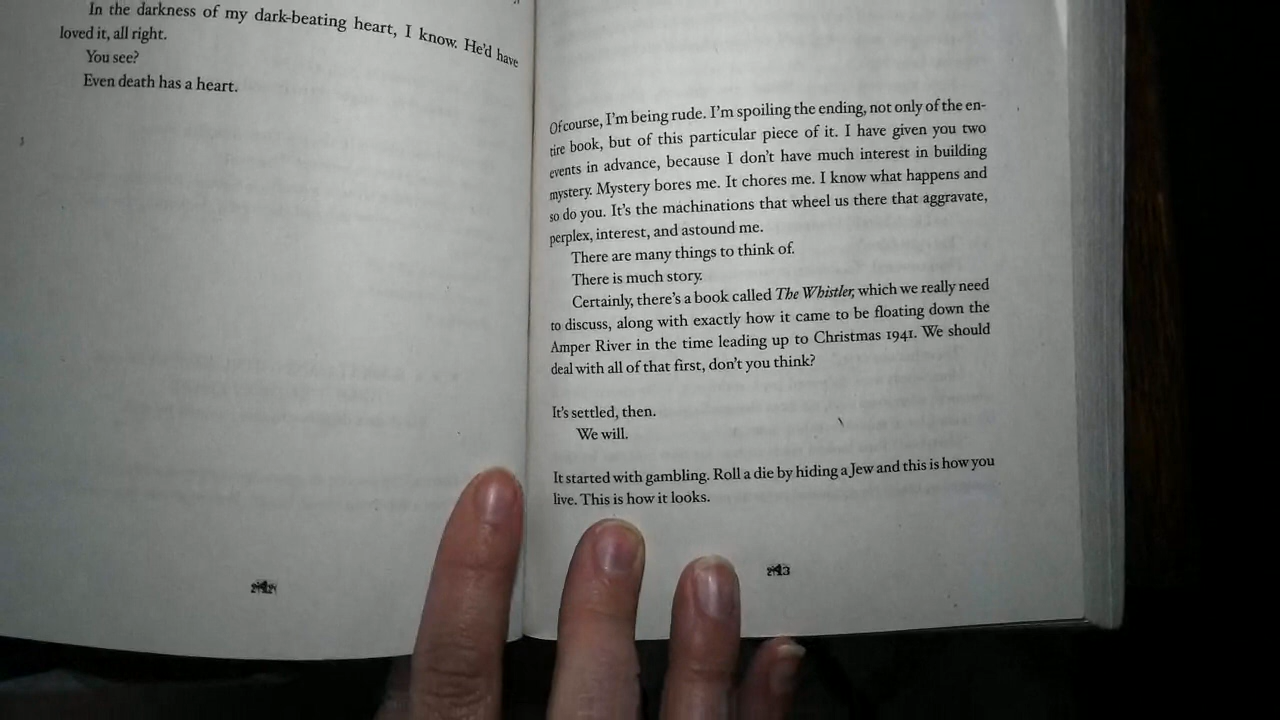 In the darkness of my dark-beating heart, I know. He'd have
loved it, all right.
You see?
Even death has a heart.
Of course, I'm being rude. I'm spoiling the ending, not only of the en-
tire book, but of this particular piece of it. I have given you two
events in advance, because I don't have much interest in building
mystery. Mystery bores me. It chores me. I know what happens and
so do you. It's the machinations that wheel us there that aggravate,
perplex, interest, and astound me.
There are many things to think of.
There is much story.
Certainly, there's a book called The Whistler, which we really need
to discuss, along with exactly how it came to be floating down the
Amper River in the time leading up to Christmas 1941. We should
deal with all of that first, don't you think?
It's settled, then.
We will.
It started with gambling. Roll a die by hiding a Jew and this is how you
live. This is how it looks.